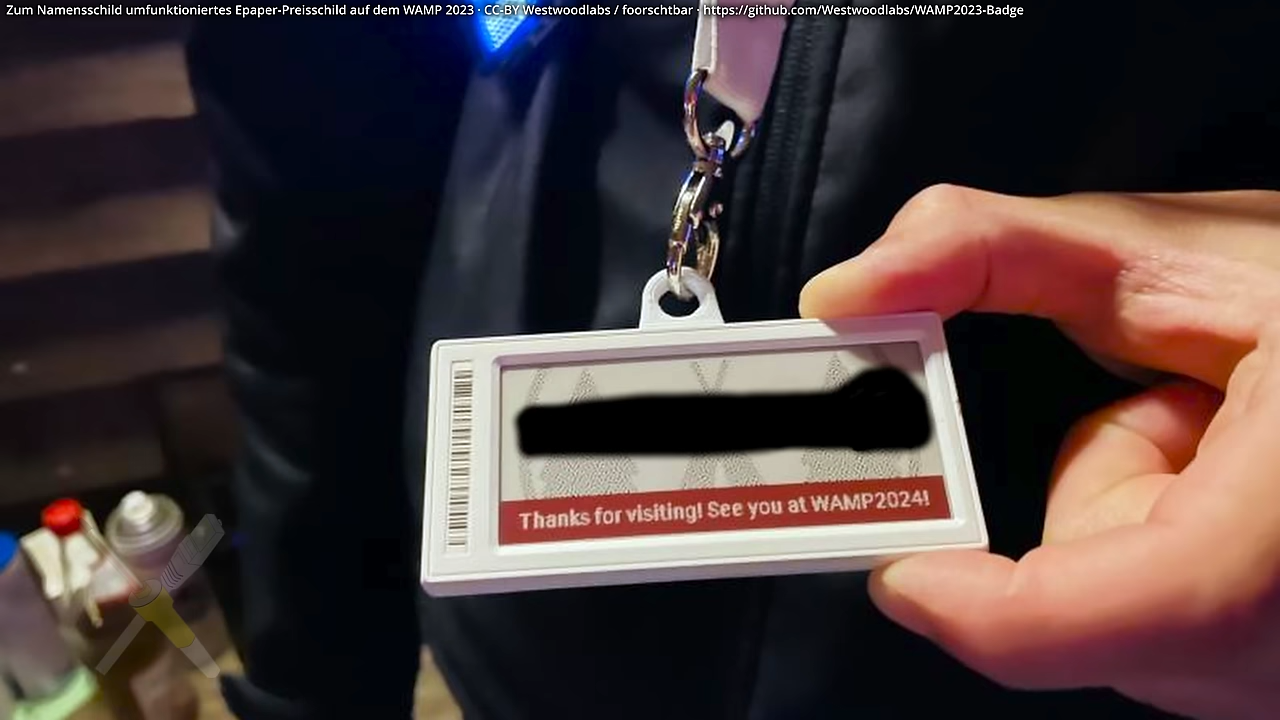 Zum Namensschild umfunktioniertes Epaper-Preisschild auf dem WAMP 2023 · CC-BY Westwoodlabs / foorschtbar · https://github.com/Westwoodlabs/WAMP2023-Badge
Thanks for visiting! See you at WAMP2024!